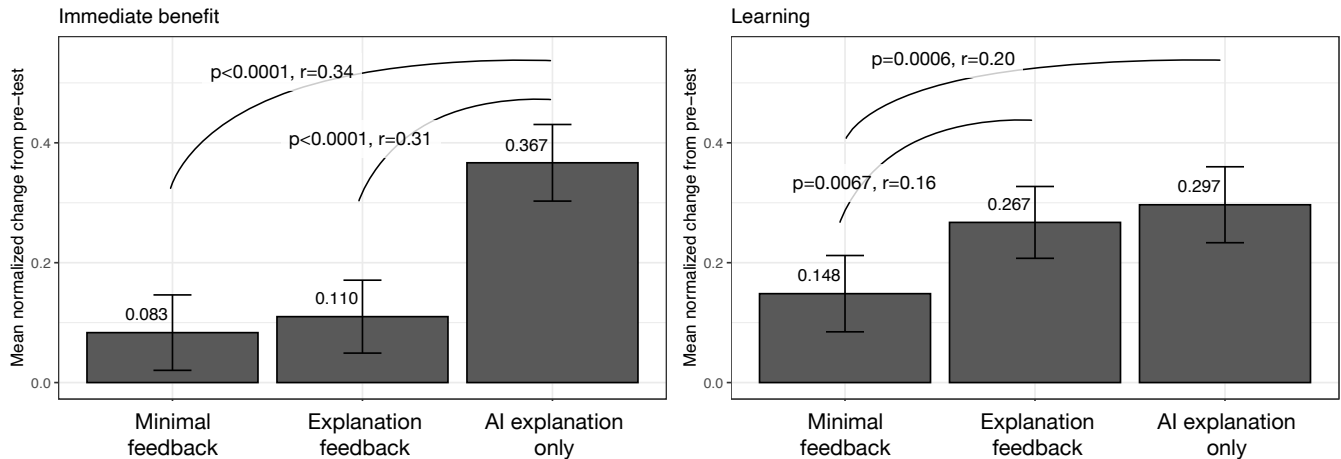 Immediate benefit
Mean normalized change from pre−test
0.4
0.2
0.0
p<0.0001, r=0.34
p<0.0001, r=0.31
0.083
0.110
0.367
Minimal
feedback
Explanation
feedback
AI explanation
only
Learning
Mean normalized change from pre−test
0.4
0.2
0.0
p=0.0006, r=0.20
p=0.0067, r=0.16
0.148
0.267
0.297
Minimal
feedback
Explanation
feedback
AI explanation
only